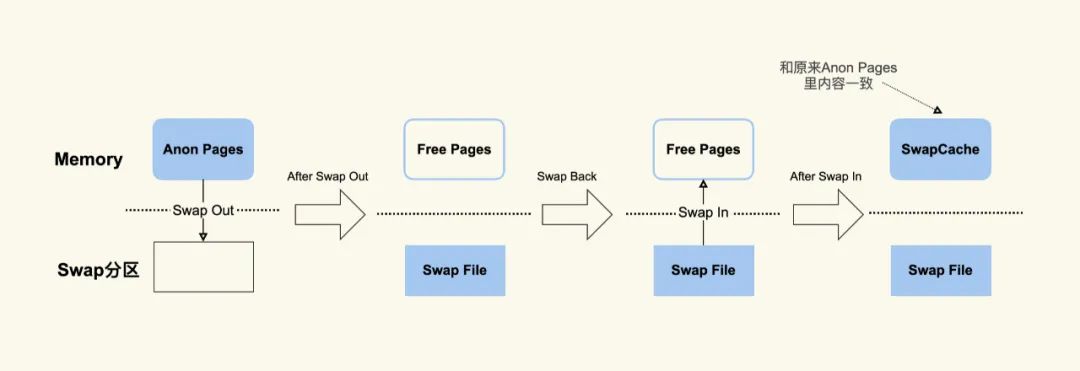 和原来Anon Pages
里内容一致
Memory
Anon Pages
Free Pages
Free Pages
SwapCache
After Swap Out
Swap Back
After Swap In
Swap Out
Swap In
Swap分区
Swap File
Swap File
Swap File